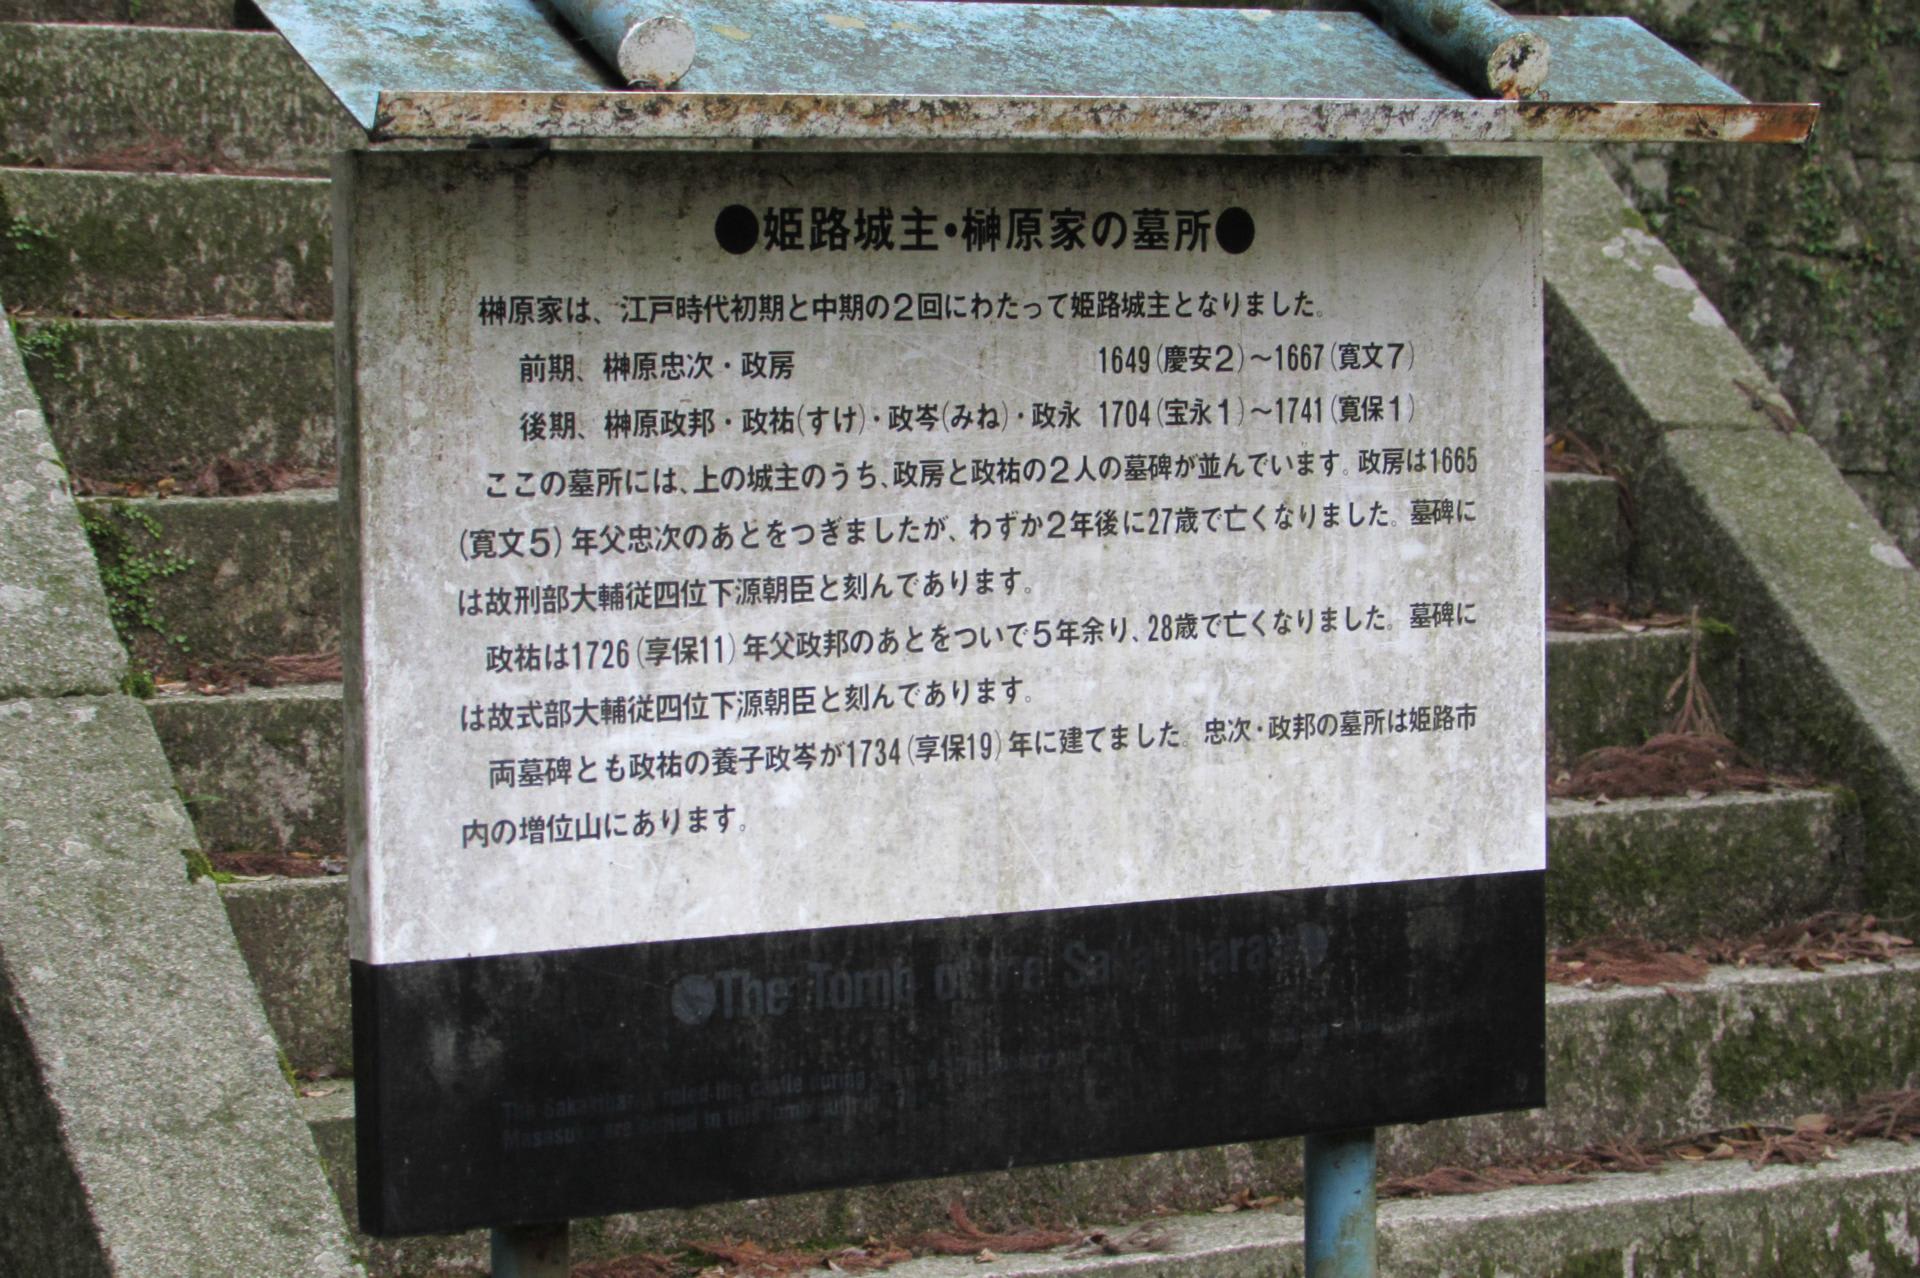 ●姫路城主・榊原家の墓所●
榊原家は、江戸時代初期と中期の２回にわたって姫路城主となりました。
前期、榊原忠次・政房 1649(慶安２)～1667(寛文７)
後期、榊原政邦・政祐(すけ)・政岑(みね)・政永 1704(宝永１)～1741(寛保１)
ここの墓所には、上の城主のうち、政房と政祐の２人の墓碑が並んでいます。政房は1665
(寛文５)年父忠次のあとをつぎましたが、わずか２年後に27歳で亡くなりました。墓碑に
は故刑部大輔従四位下源朝臣と刻んであります。
政祐は1726(享保11)年父政邦のあとをついで５年余り、28歳で亡くなりました。墓碑に
は故式部大輔従四位下源朝臣と刻んであります。
両墓碑とも政祐の養子政岑が1734(享保19)年に建てました。忠次・政邦の墓所は姫路市
内の増位山にあります。
●The Tomb of the Sakakibaras●
The Sakakibaras ruled the castle during
Masasuke are buried in this tomb